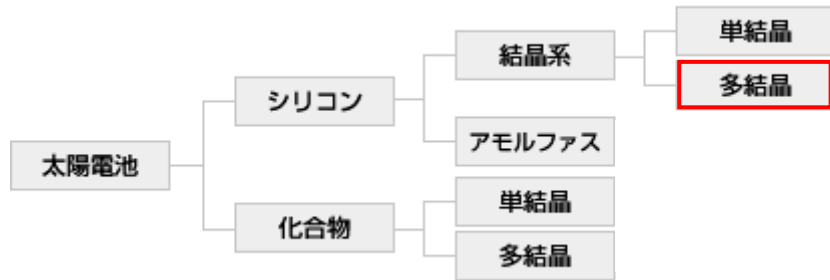 単結晶
結晶系
多結晶
シリコン
アモルファス
太陽電池
単結晶
化合物
多結晶